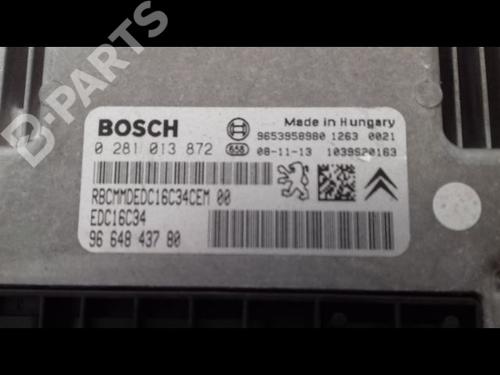 B-PARTS
BOSCH
Made in Hungary
9653958980 1263 0021
0 281 013 872
658 08-11-13 1039S20163
RBCMMDEDC16C34CEM 00
EDC16C34
96 648 437 80